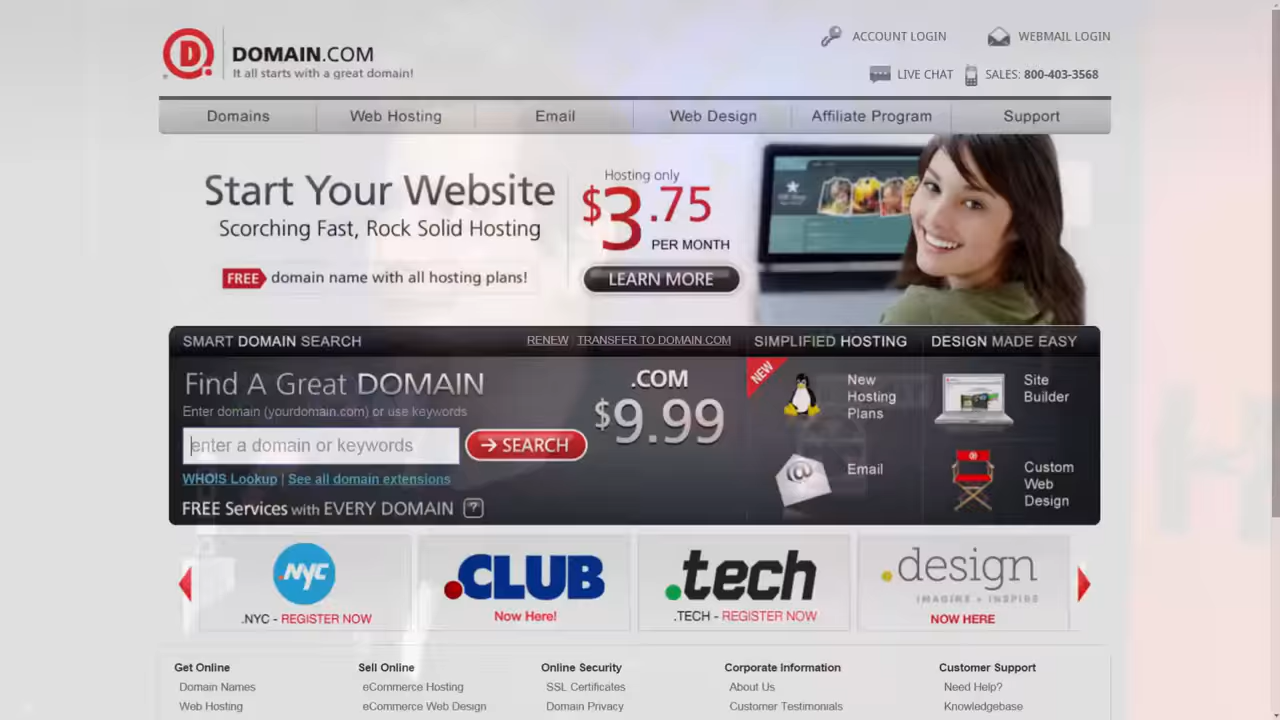 DOMAIN.COM
It all starts with a great domain!
ACCOUNT LOGIN
WEBMAIL LOGIN
LIVE CHAT
SALES: 800-403-3568
Domains
Web Hosting
Email
Web Design
Affiliate Program
Support
Start Your Website
Scorching Fast, Rock Solid Hosting
FREE domain name with all hosting plans!
Hosting only
$3.75
PER MONTH
LEARN MORE
SMART DOMAIN SEARCH
RENEW
TRANSFER TO DOMAIN.COM
SIMPLIFIED HOSTING
DESIGN MADE EASY
Find A Great DOMAIN
Enter domain (yourdomain.com) or use keywords
enter a domain or keywords
SEARCH
WHOIS Lookup | See all domain extensions
FREE Services with EVERY DOMAIN ?
.COM
$9.99
NEW
New
Hosting
Plans
Email
Site
Builder
Custom
Web
Design
.NYC
.NYC - REGISTER NOW
.CLUB
Now Here!
.tech
.TECH - REGISTER NOW
.design
IMAGINE + INSPIRE
NOW HERE
Get Online
Domain Names
Web Hosting
Sell Online
eCommerce Hosting
eCommerce Web Design
Online Security
SSL Certificates
Domain Privacy
Corporate Information
About Us
Customer Testimonials
Customer Support
Need Help?
Knowledgebase